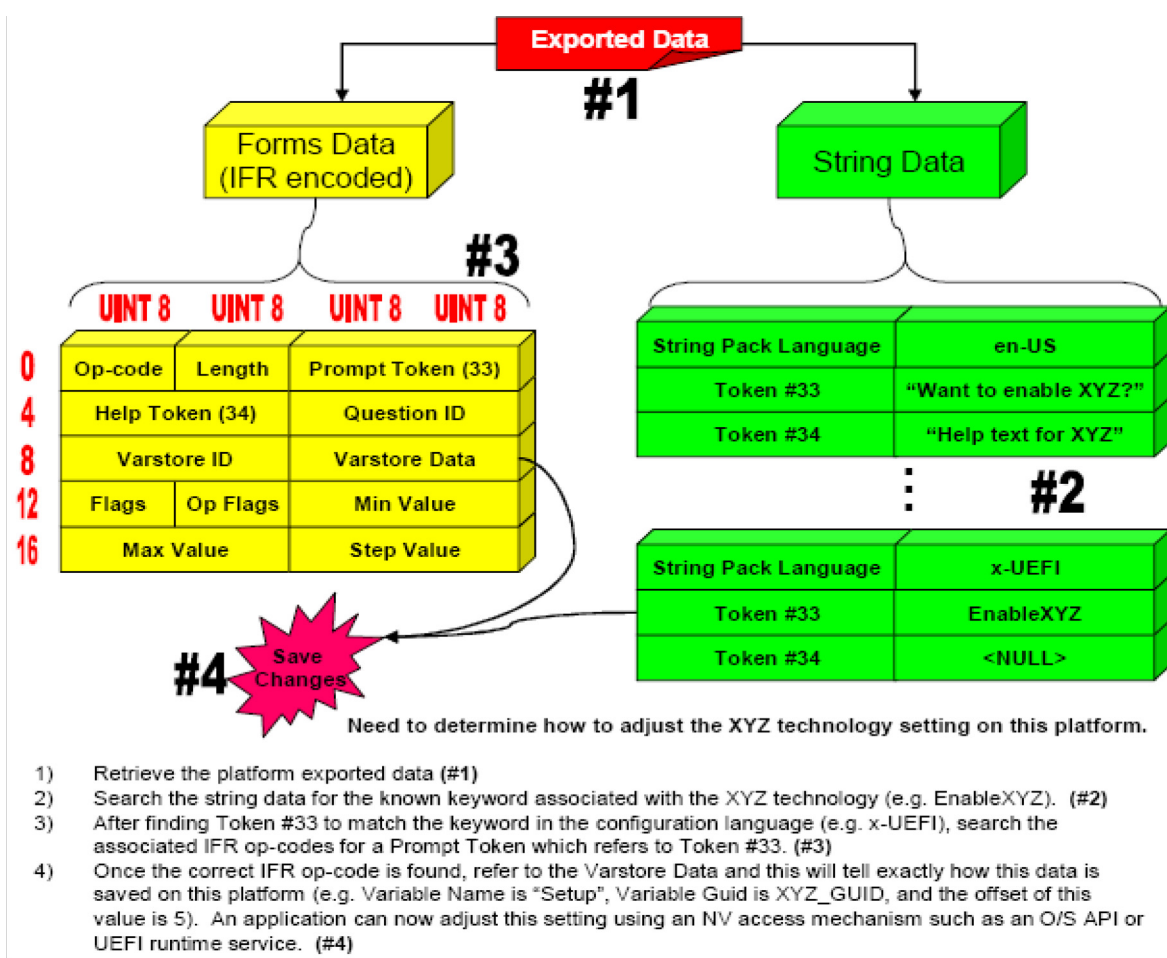 Exported Data
#1
Forms Data
(IFR encoded)
String Data
#3
UINT 8 UINT 8 UINT 8 UINT 8
0 Op-code Length Prompt Token (33)
4 Help Token (34) Question ID
8 Varstore ID Varstore Data
12 Flags Op Flags Min Value
16 Max Value Step Value
String Pack Language en-US
Token #33 “Want to enable XYZ?”
Token #34 “Help text for XYZ”
#2
String Pack Language x-UEFI
Token #33 EnableXYZ
Token #34 <NULL>
#4
Save
Changes
Need to determine how to adjust the XYZ technology setting on this platform.
1) Retrieve the platform exported data (#1)
2) Search the string data for the known keyword associated with the XYZ technology (e.g. EnableXYZ). (#2)
3) After finding Token #33 to match the keyword in the configuration language (e.g. x-UEFI), search the
associated IFR op-codes for a Prompt Token which refers to Token #33. (#3)
4) Once the correct IFR op-code is found, refer to the Varstore Data and this will tell exactly how this data is
saved on this platform (e.g. Variable Name is “Setup”, Variable Guid is XYZ_GUID, and the offset of this
value is 5). An application can now adjust this setting using an NV access mechanism such as an O/S API or
UEFI runtime service. (#4)